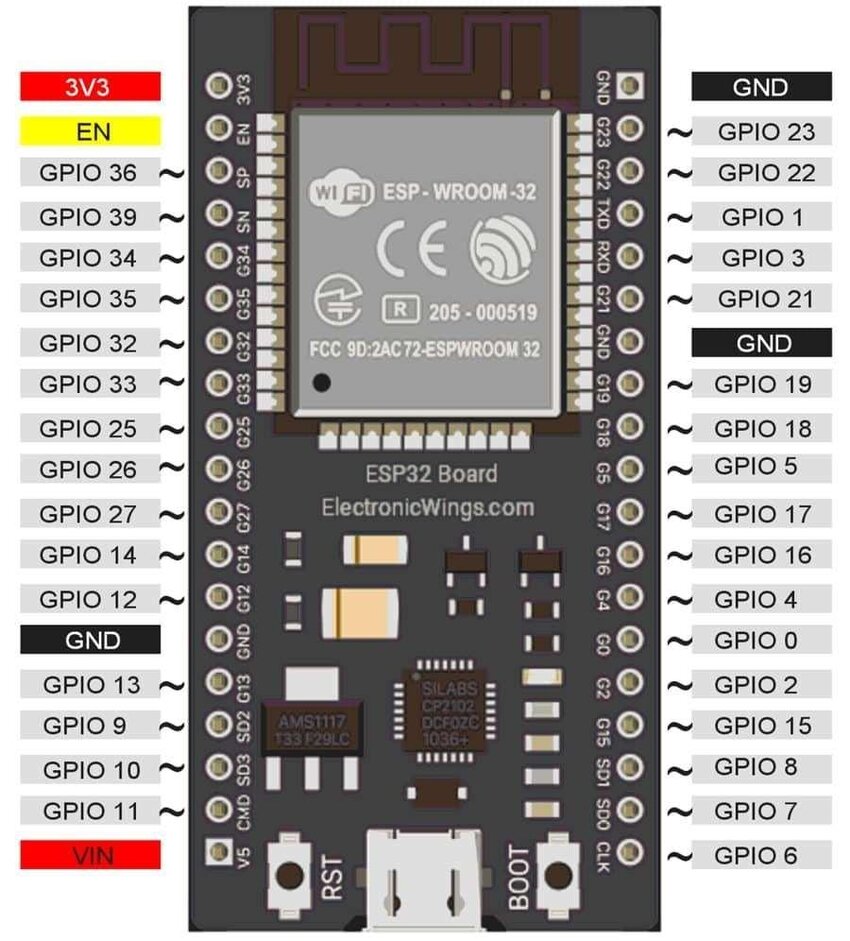 3V3
EN
GPIO 36 ~
GPIO 39 ~
GPIO 34 ~
GPIO 35 ~
GPIO 32 ~
GPIO 33 ~
GPIO 25 ~
GPIO 26 ~
GPIO 27 ~
GPIO 14 ~
GPIO 12 ~
GND
GPIO 13 ~
GPIO 9 ~
GPIO 10 ~
GPIO 11 ~
VIN
3V3
EN
SP
SN
G34
G35
G32
G33
G25
G26
G27
G14
G12
GND
G13
SD2
SD3
CMD
V5
WI FI ESP - WROOM -32
CE
R 205 - 000519
FCC 9D:2AC72-ESPWROOM 32
ESP32 Board
ElectronicWings.com
SILABS
CP2102
DCF0ZC
1036+
AMS1117
T33 F29LC
RST
BOOT
GND
G23
G22
TXD
RXD
G21
GND
G19
G18
G5
G17
G16
G4
G0
G2
G15
SD1
SD0
CLK
GND
~ GPIO 23
~ GPIO 22
~ GPIO 1
~ GPIO 3
~ GPIO 21
GND
~ GPIO 19
~ GPIO 18
~ GPIO 5
~ GPIO 17
~ GPIO 16
~ GPIO 4
~ GPIO 0
~ GPIO 2
~ GPIO 15
~ GPIO 8
~ GPIO 7
~ GPIO 6